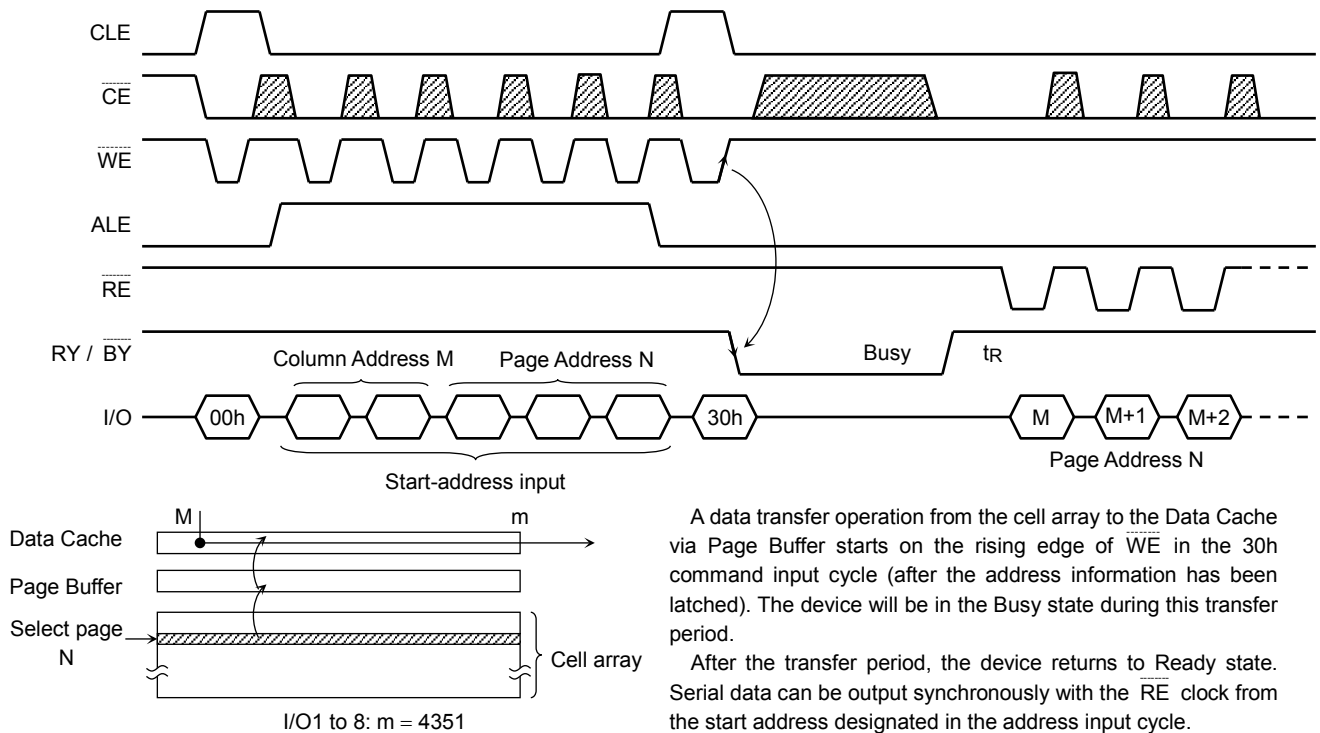 CLE
CE
WE
ALE
RE
RY / BY
Column Address M
Page Address N
Busy
tR
I/O
00h
30h
M
M+1
M+2
Page Address N
Start-address input
M
m
Data Cache
Page Buffer
Select page
N
Cell array
I/O1 to 8: m = 4351
A data transfer operation from the cell array to the Data Cache
via Page Buffer starts on the rising edge of WE in the 30h
command input cycle (after the address information has been
latched). The device will be in the Busy state during this transfer
period.
After the transfer period, the device returns to Ready state.
Serial data can be output synchronously with the RE clock from
the start address designated in the address input cycle.